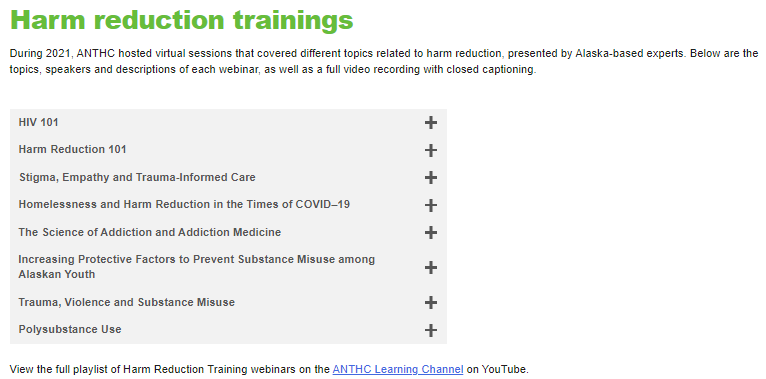 Harm reduction trainings
During 2021, ANTHC hosted virtual sessions that covered different topics related to harm reduction, presented by Alaska-based experts. Below are the
topics, speakers and descriptions of each webinar, as well as a full video recording with closed captioning.
HIV 101
Harm Reduction 101
Stigma, Empathy and Trauma-Informed Care
Homelessness and Harm Reduction in the Times of COVID–19
The Science of Addiction and Addiction Medicine
Increasing Protective Factors to Prevent Substance Misuse among
Alaskan Youth
Trauma, Violence and Substance Misuse
Polysubstance Use
View the full playlist of Harm Reduction Training webinars on the ANTHC Learning Channel on YouTube.